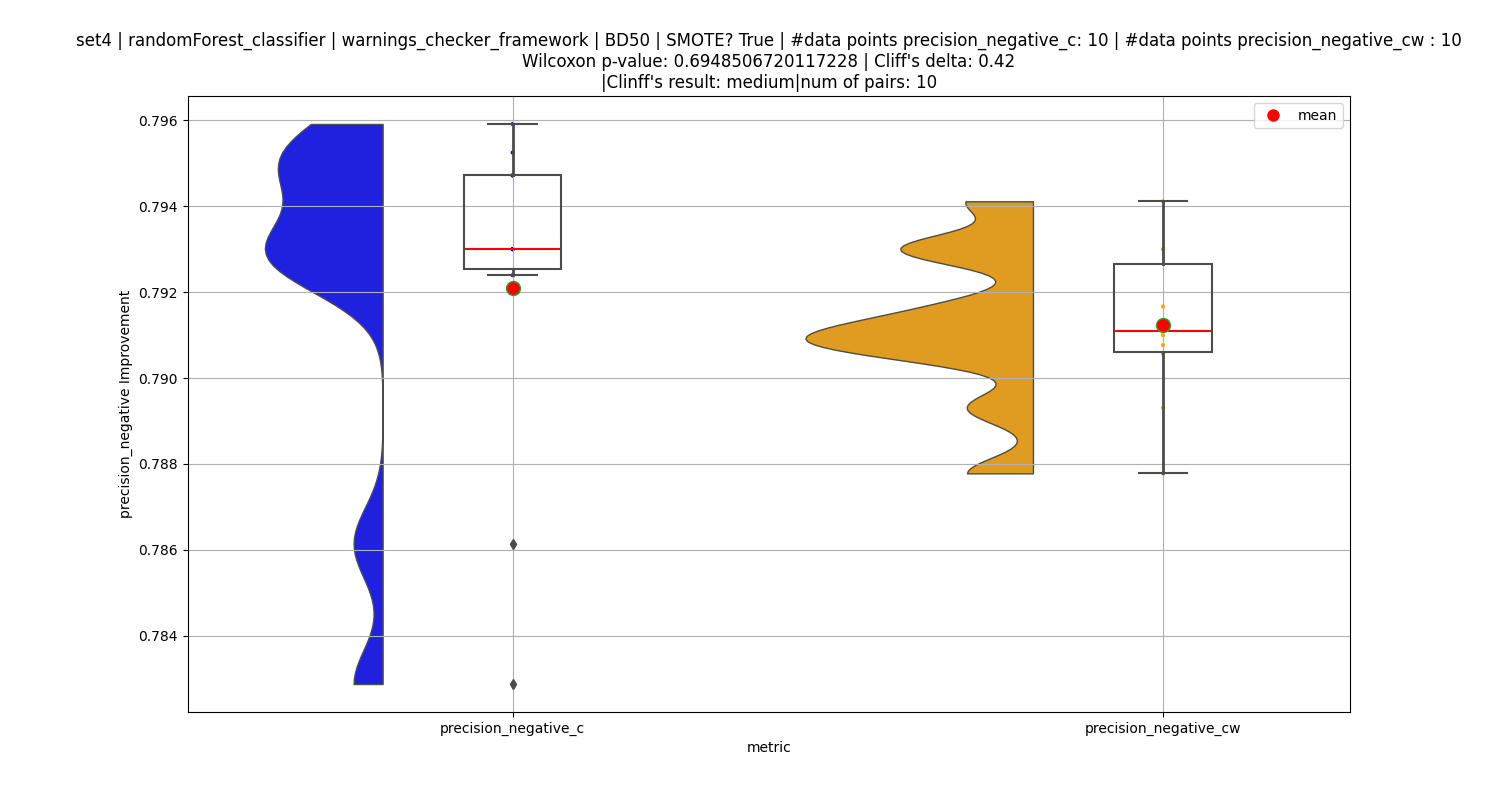 set4 | randomForest_classifier | warnings_checker_framework | BD50 | SMOTE? True | #data points precision_negative_c: 10 | #data points precision_negative_cw : 10
Wilcoxon p-value: 0.6948506720117228 | Cliff's delta: 0.42
|Clinff's result: medium|num of pairs: 10
mean
0.796
0.794
0.792
0.790
0.788
0.786
0.784
precision_negative Improvement
precision_negative_c
precision_negative_cw
metric